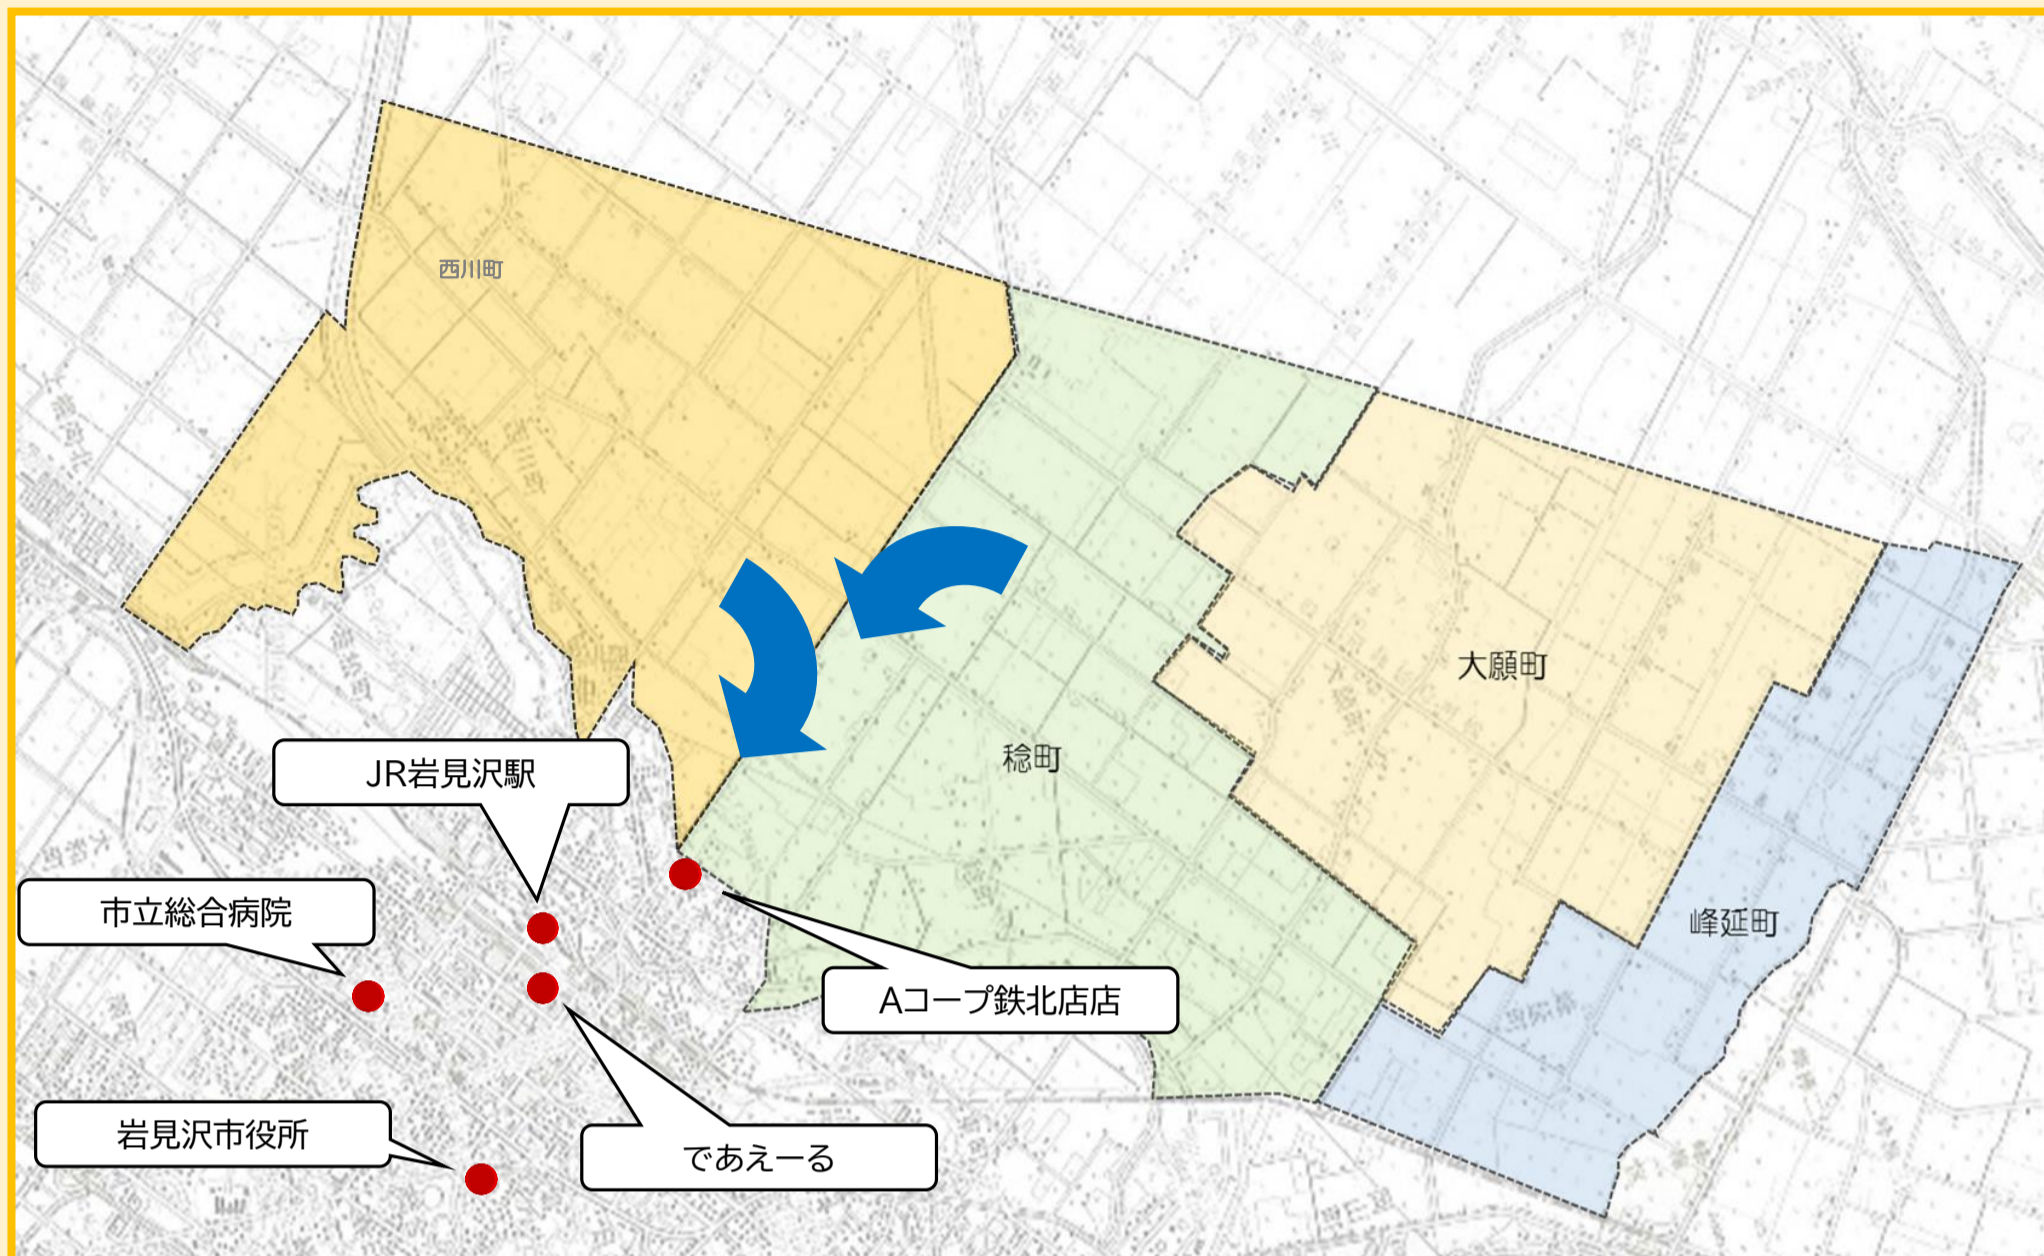 西川町
大願町
稔町
JR岩見沢駅
市立総合病院
峰延町
Aコープ鉄北店店
岩見沢市役所
であえーる